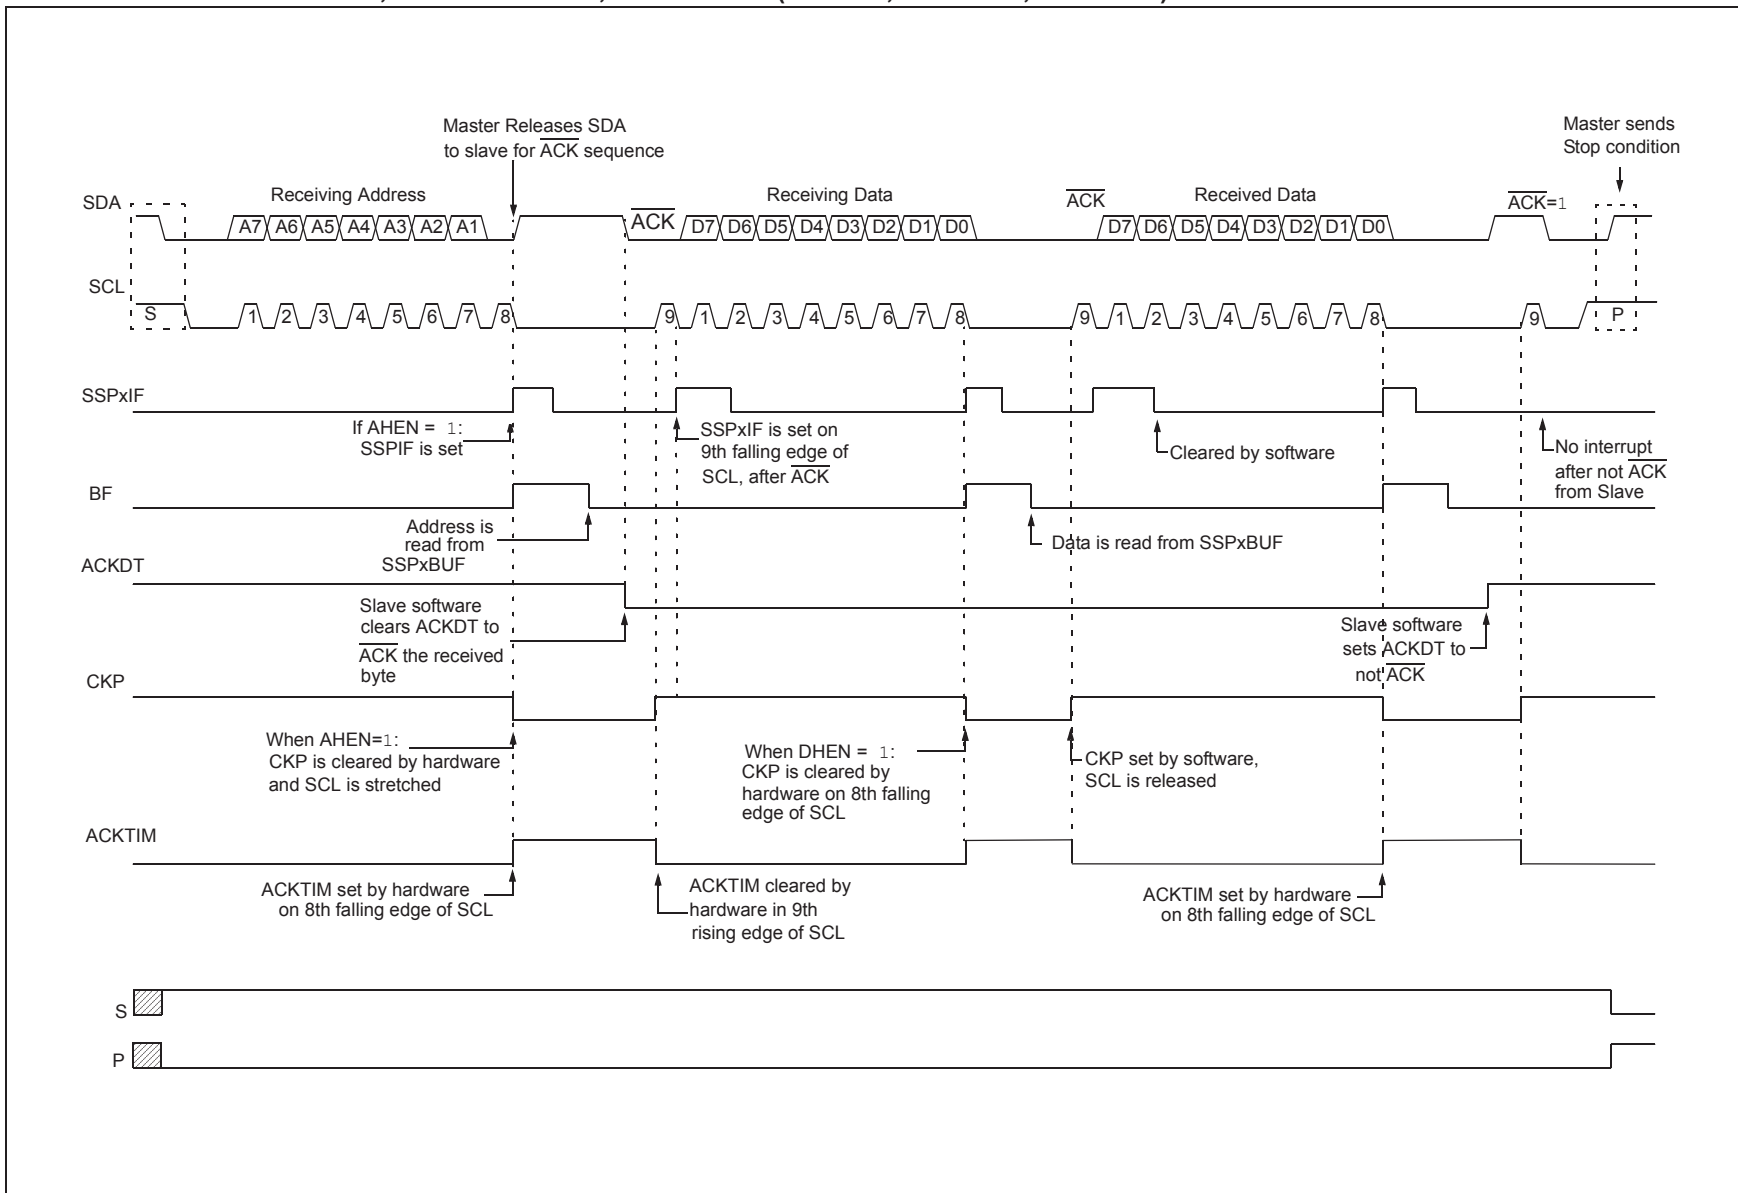 Master Releases SDA
to slave for ACK sequence
Master sends
Stop condition
SDA
Receiving Address
A7 A6 A5 A4 A3 A2 A1
ACK
Receiving Data
D7 D6 D5 D4 D3 D2 D1 D0
ACK
Received Data
D7 D6 D5 D4 D3 D2 D1 D0
ACK=1
SCL
S
1 2 3 4 5 6 7 8
9 1 2 3 4 5 6 7 8
9 1 2 3 4 5 6 7 8
9
P
SSPxIF
If AHEN = 1:
SSPIF is set
SSPxIF is set on
9th falling edge of
SCL, after ACK
Cleared by software
No interrupt
after not ACK
from Slave
BF
Address is
read from
SSPxBUF
Data is read from SSPxBUF
ACKDT
Slave software
clears ACKDT to
ACK the received
byte
Slave software
sets ACKDT to
not ACK
CKP
When AHEN=1:
CKP is cleared by hardware
and SCL is stretched
When DHEN = 1:
CKP is cleared by
hardware on 8th falling
edge of SCL
CKP set by software,
SCL is released
ACKTIM
ACKTIM set by hardware
on 8th falling edge of SCL
ACKTIM cleared by
hardware in 9th
rising edge of SCL
ACKTIM set by hardware
on 8th falling edge of SCL
S
P